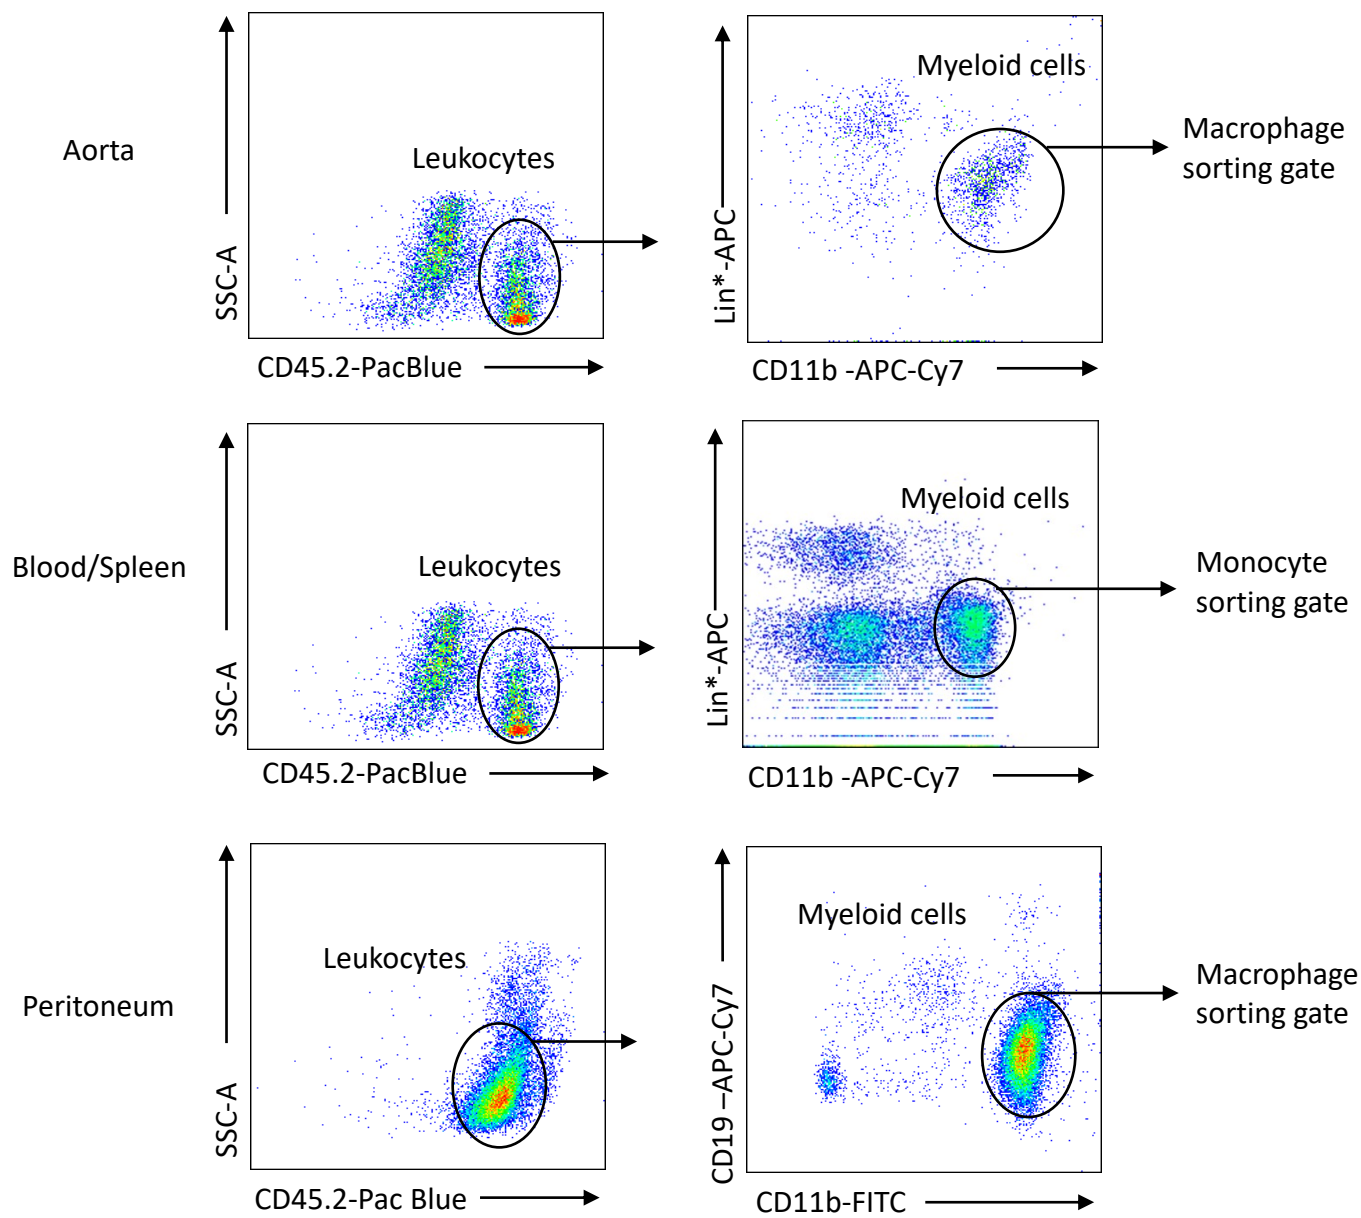 Aorta
SSC-A
Leukocytes
CD45.2-PacBlue
Lin*-APC
Myeloid cells
CD11b -APC-Cy7
Macrophage
sorting gate
Blood/Spleen
SSC-A
Leukocytes
CD45.2-PacBlue
Lin*-APC
Myeloid cells
CD11b -APC-Cy7
Monocyte
sorting gate
Peritoneum
SSC-A
Leukocytes
CD45.2-Pac Blue
CD19 –APC-Cy7
Myeloid cells
CD11b-FITC
Macrophage
sorting gate